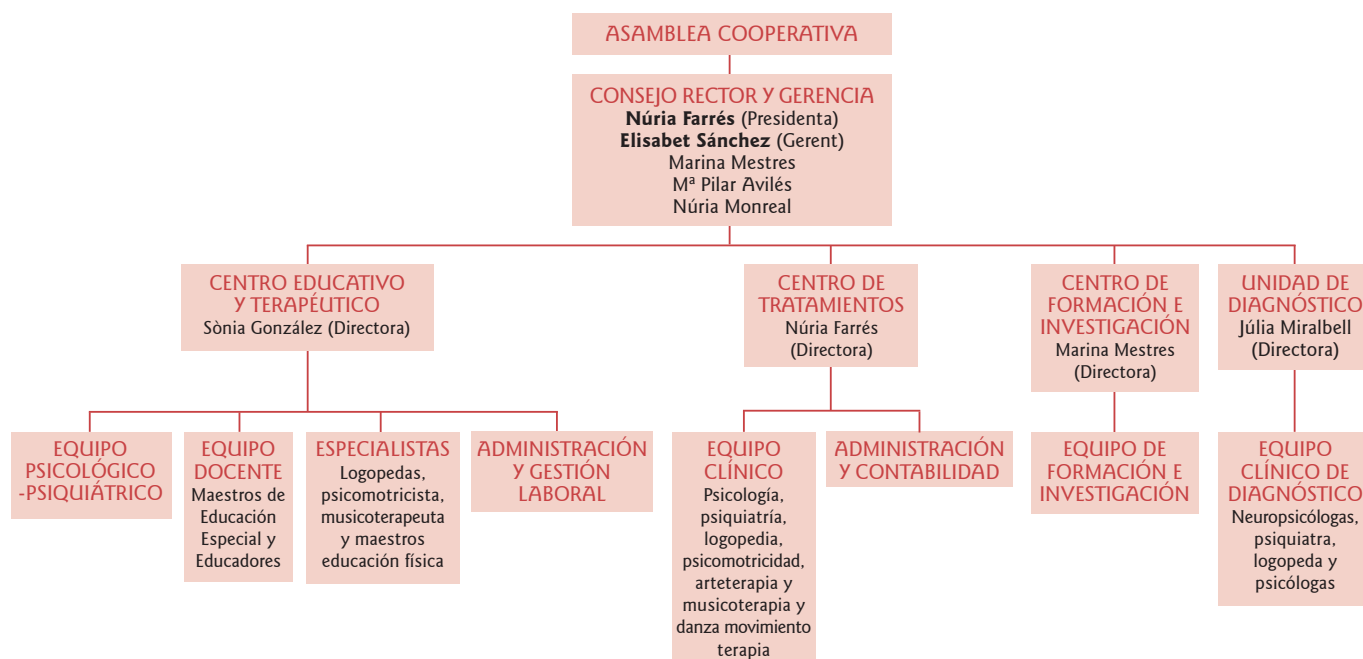 ASAMBLEA COOPERATIVA
CONSEJO RECTOR Y GERENCIA
Núria Farrés (Presidenta)
Elisabet Sánchez (Gerent)
Marina Mestres
Mª Pilar Avilés
Núria Monreal
CENTRO EDUCATIVO
Y TERAPÉUTICO
Sònia González (Directora)
CENTRO DE
TRATAMIENTOS
Núria Farrés
(Directora)
CENTRO DE
FORMACIÓN E
INVESTIGACIÓN
Marina Mestres
(Directora)
UNIDAD DE
DIAGNÓSTICO
Júlia Miralbell
(Directora)
EQUIPO
PSICOLÓGICO
-PSIQUIÁTRICO
EQUIPO
DOCENTE
Maestros de
Educación
Especial y
Educadores
ESPECIALISTAS
Logopedas,
psicomotricista,
musicoterapeuta
y maestros
educación física
ADMINISTRACIÓN
Y GESTIÓN
LABORAL
EQUIPO
CLÍNICO
Psicología,
psiquiatría,
logopedia,
psicomotricidad,
arteterapia y
musicoterapia y
danza movimiento
terapia
ADMINISTRACIÓN
Y CONTABILIDAD
EQUIPO DE
FORMACIÓN E
INVESTIGACIÓN
EQUIPO
CLÍNICO DE
DIAGNÓSTICO
Neuropsicólogas,
psiquiatra,
logopeda y
psicólogas